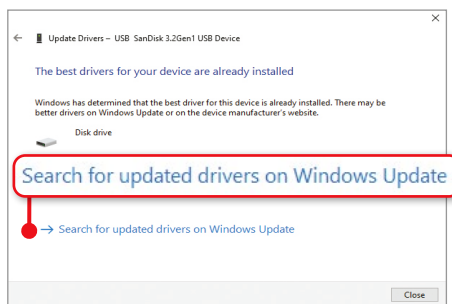 Update Drivers – USB SanDisk 3.2Gen1 USB Device
The best drivers for your device are already installed
Windows has determined that the best driver for this device is already installed. There may be
better drivers on Windows Update or on the device manufacturer's website.
Disk drive
Search for updated drivers on Windows Update
→ Search for updated drivers on Windows Update
Close